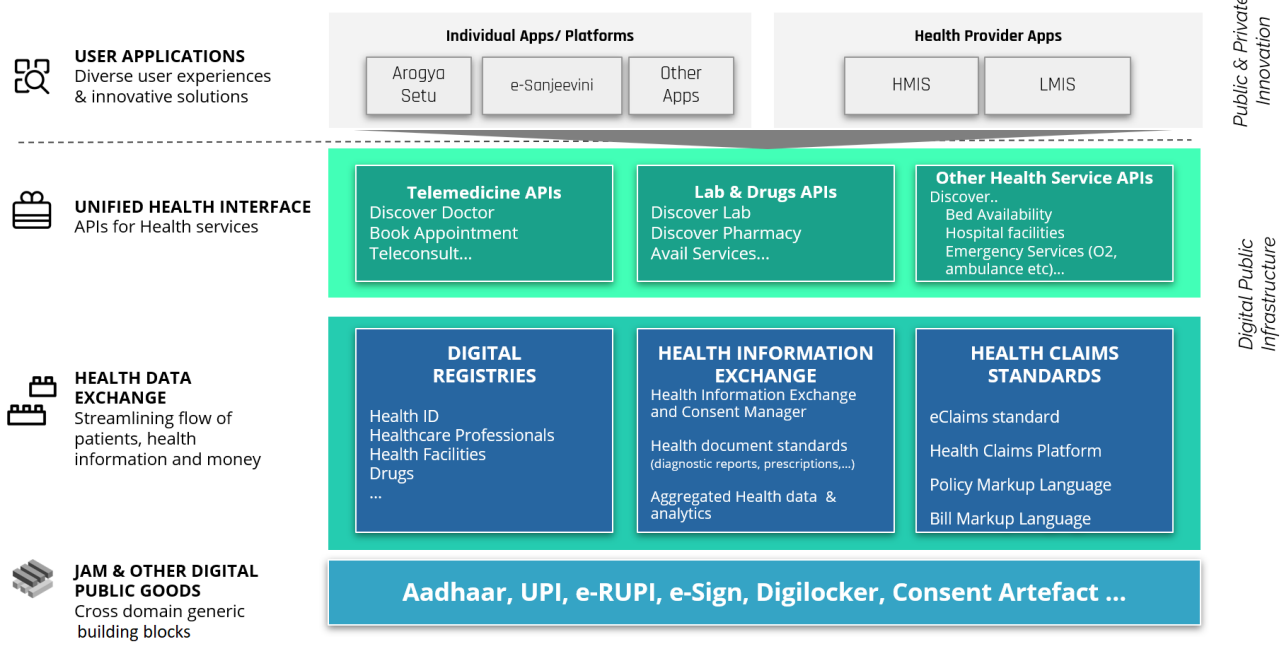 USER APPLICATIONS
Diverse user experiences
& innovative solutions
Individual Apps/ Platforms
Arogya
Setu
e-Sanjeevini
Other
Apps
Health Provider Apps
HMIS
LMIS
Public & Private
Innovation
UNIFIED HEALTH INTERFACE
APIs for Health services
Telemedicine APIs
Discover Doctor
Book Appointment
Teleconsult...
Lab & Drugs APIs
Discover Lab
Discover Pharmacy
Avail Services...
Other Health Service APIs
Discover..
Bed Availability
Hospital facilities
Emergency Services (O2,
ambulance etc)...
Digital Public
Infrastructure
HEALTH DATA
EXCHANGE
Streamlining flow of
patients, health
information and money
DIGITAL
REGISTRIES
Health ID
Healthcare Professionals
Health Facilities
Drugs
...
HEALTH INFORMATION
EXCHANGE
Health Information Exchange
and Consent Manager
Health document standards
(diagnostic reports, prescriptions,...)
Aggregated Health data &
analytics
HEALTH CLAIMS
STANDARDS
eClaims standard
Health Claims Platform
Policy Markup Language
Bill Markup Language
JAM & OTHER DIGITAL
PUBLIC GOODS
Cross domain generic
building blocks
Aadhaar, UPI, e-RUPI, e-Sign, Digilocker, Consent Artefact ...